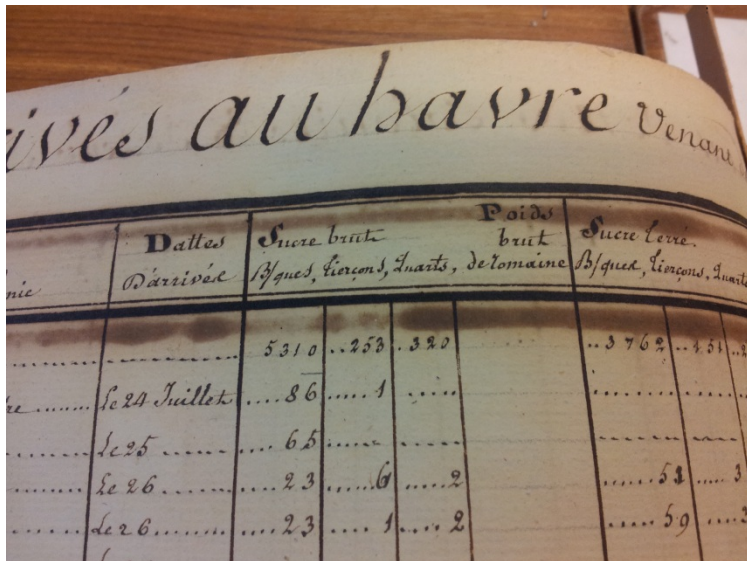 ivés au havre Venant
Dattes Sucre brut Poids brut Sucre terré
D'arrivée B/ques, tierçons, Quarts, de romaine B/ques, tierçons, Quarts
5310 253 320 3762 151
Le 24 Juillet 86 1
Le 25 65
Le 26 23 6 2 51 3
Le 26 23 1 2 59